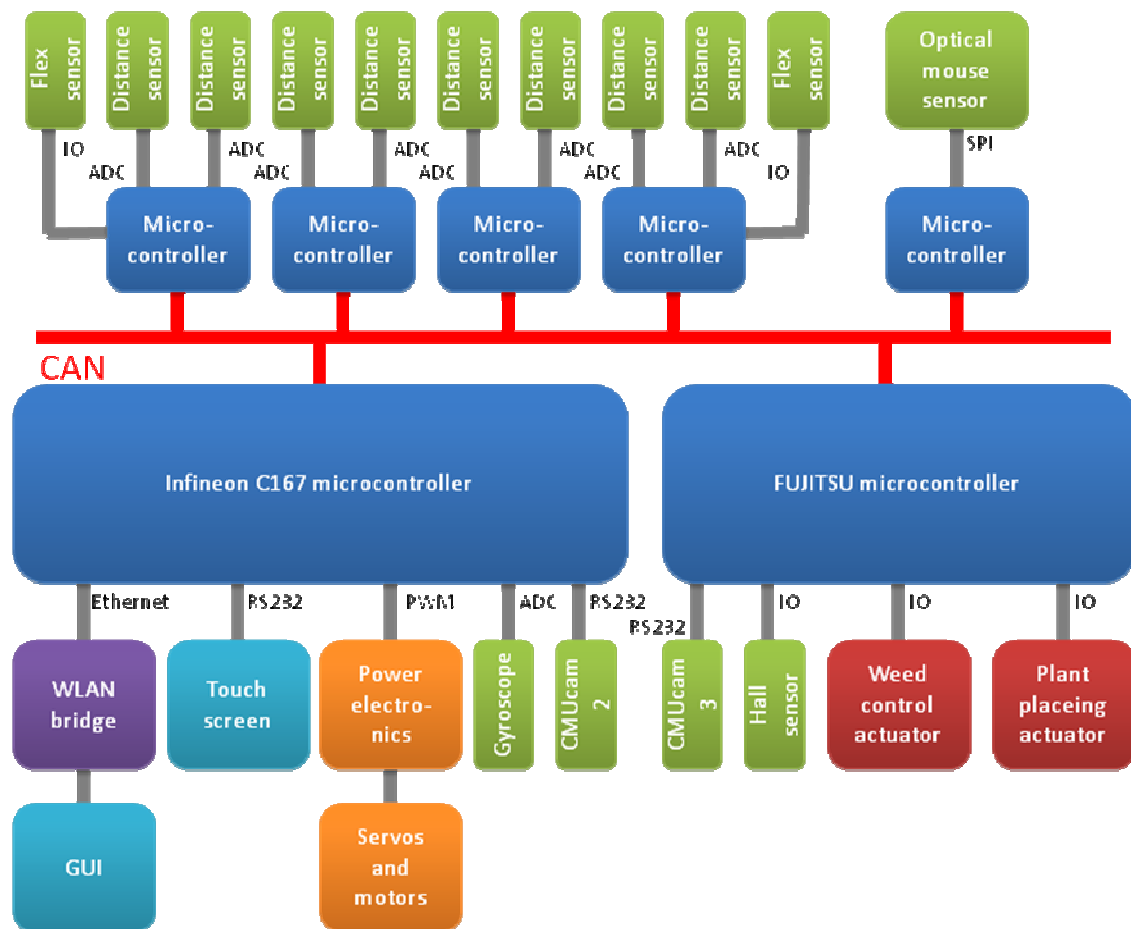 Flex
sensor
Distance
sensor
Distance
sensor
Distance
sensor
Distance
sensor
Distance
sensor
Distance
sensor
Distance
sensor
Distance
sensor
Flex
sensor
Optical
mouse
sensor
IO
ADC
ADC
ADC
ADC
ADC
ADC
ADC
ADC
IO
SPI
Micro-
controller
Micro-
controller
Micro-
controller
Micro-
controller
Micro-
controller
CAN
Infineon C167 microcontroller
FUJITSU microcontroller
Ethernet
RS232
PWM
ADC
RS232
RS232
IO
IO
IO
WLAN
bridge
Touch
screen
Power
electro-
nics
Gyroscope
CMUcam
2
CMUcam
3
Hall
sensor
Weed
control
actuator
Plant
placeing
actuator
GUI
Servos
and
motors